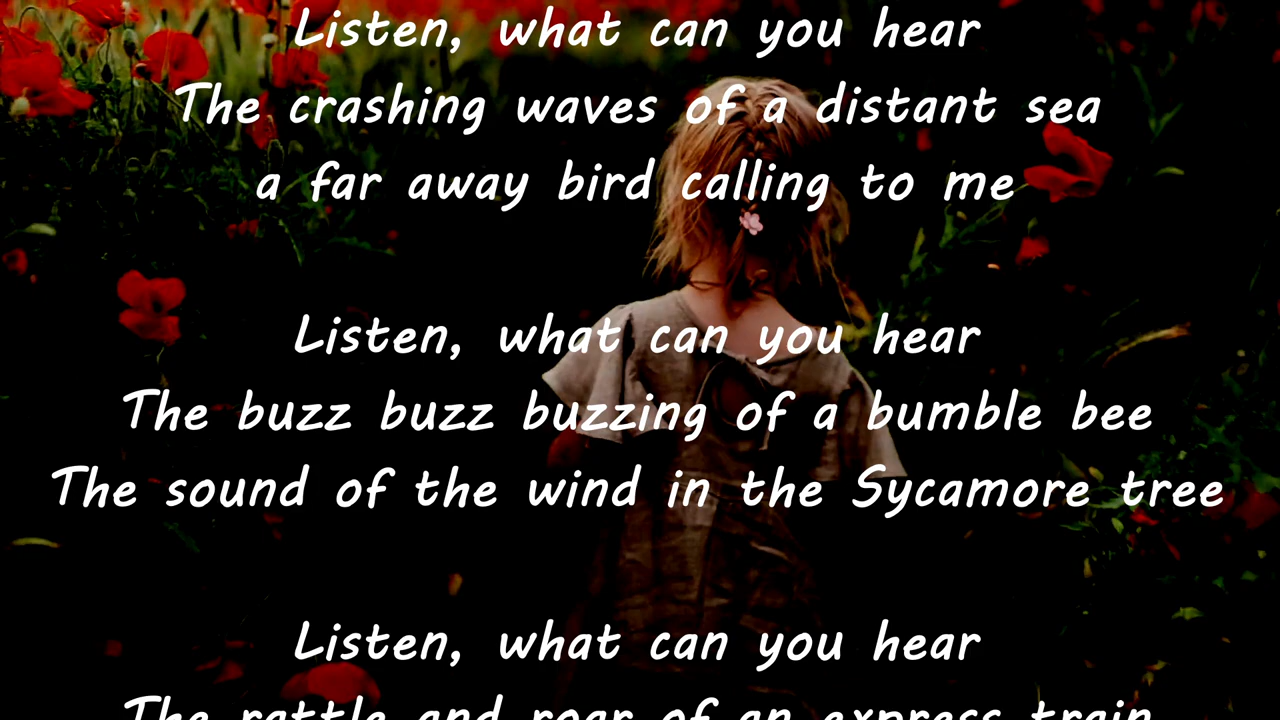 Listen, what can you hear
The crashing waves of a distant sea
a far away bird calling to me
Listen, what can you hear
The buzz buzz buzzing of a bumble bee
The sound of the wind in the Sycamore tree
Listen, what can you hear
The rattle and roar of an express train